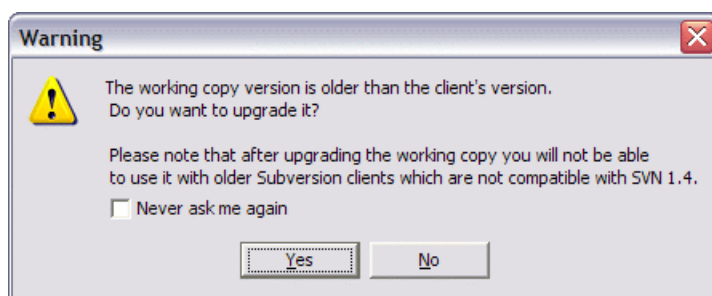 Warning
The working copy version is older than the client's version.
Do you want to upgrade it?
Please note that after upgrading the working copy you will not be able
to use it with older Subversion clients which are not compatible with SVN 1.4.
Never ask me again
Yes No